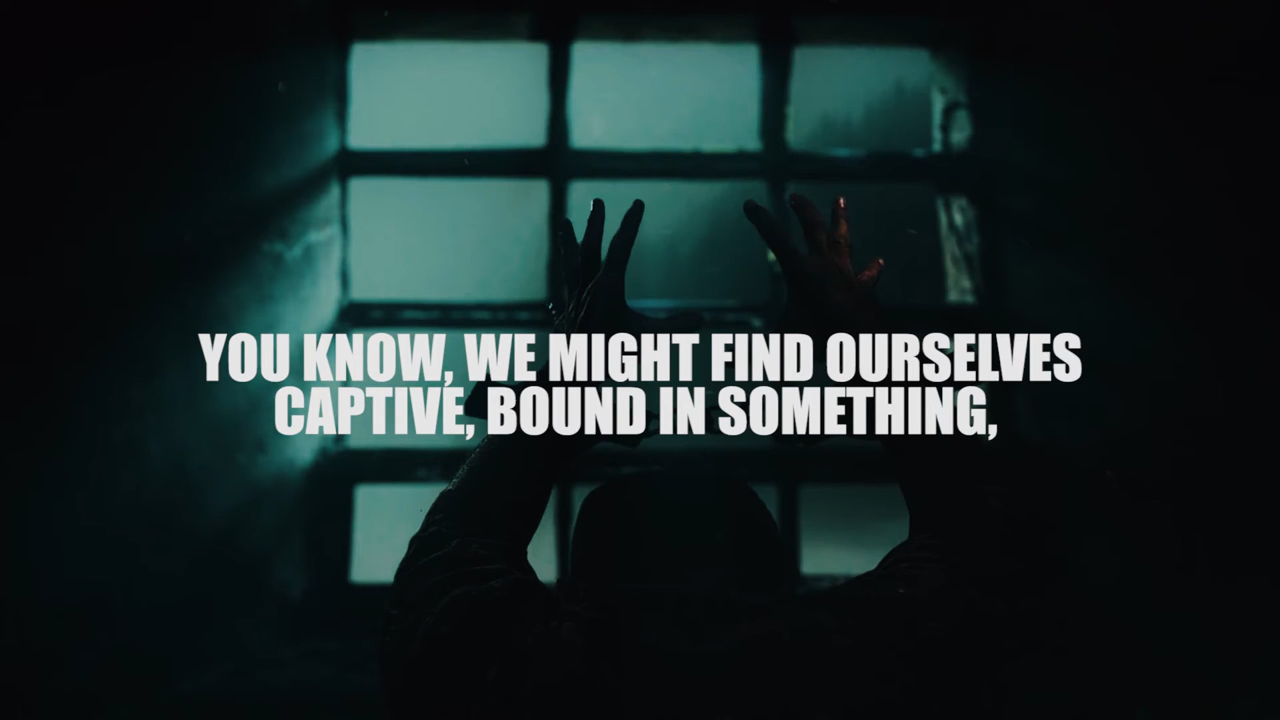 YOU KNOW, WE MIGHT FIND OURSELVES
CAPTIVE, BOUND IN SOMETHING,